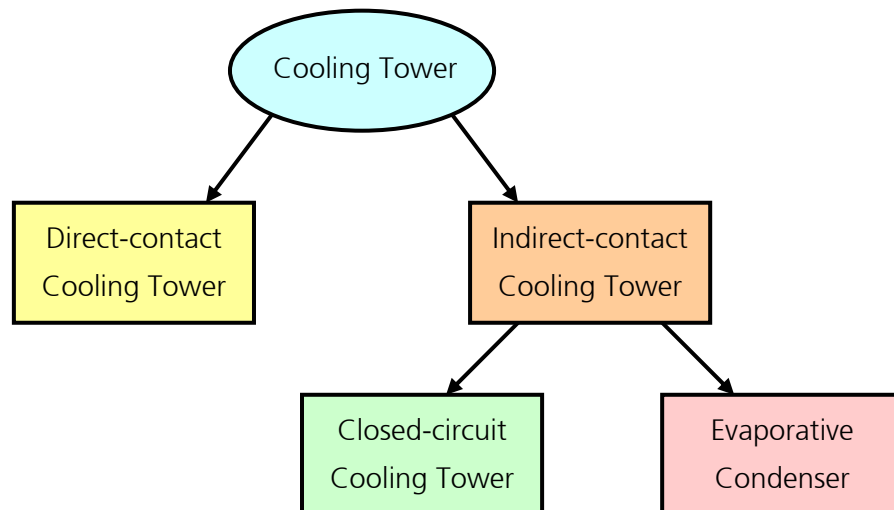 Cooling Tower
Direct-contact
Cooling Tower
Indirect-contact
Cooling Tower
Closed-circuit
Cooling Tower
Evaporative
Condenser